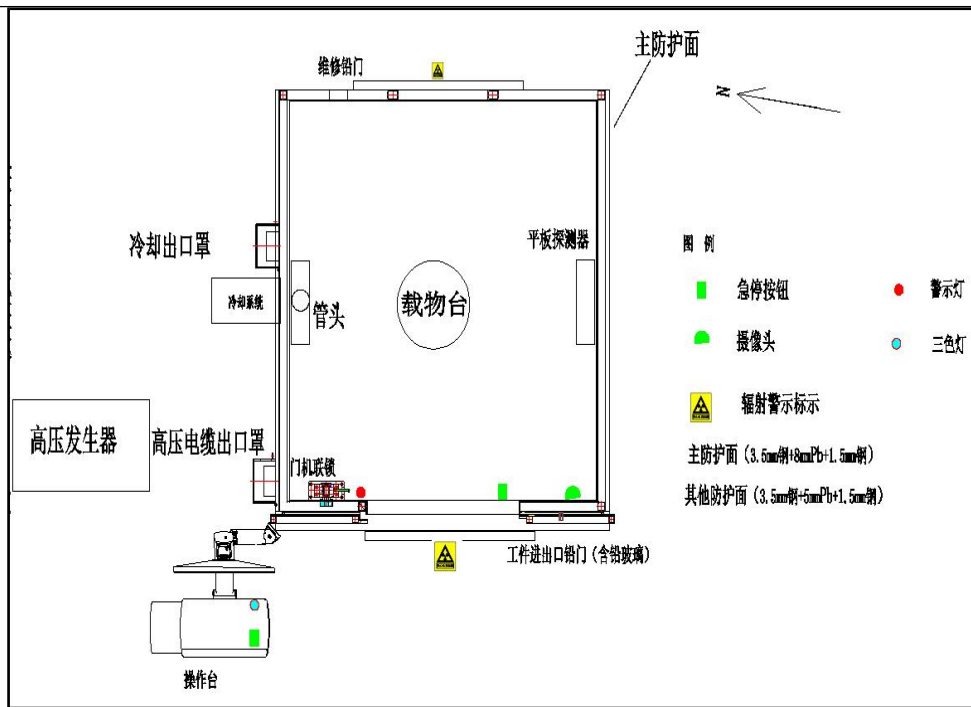 主防护面
维修铅门
N
冷却出口罩
平板探测器
图 例
冷却系统
管头
载物台
急停按钮
警示灯
摄像头
三色灯
辐射警示标示
高压发生器
高压电缆出口罩
门机联锁
主防护面（3.5mm钢+8mmPb+1.5mm钢）
其他防护面（3.5mm钢+5mmPb+1.5mm钢）
工件进出口铅门（含铅玻璃）
操作台